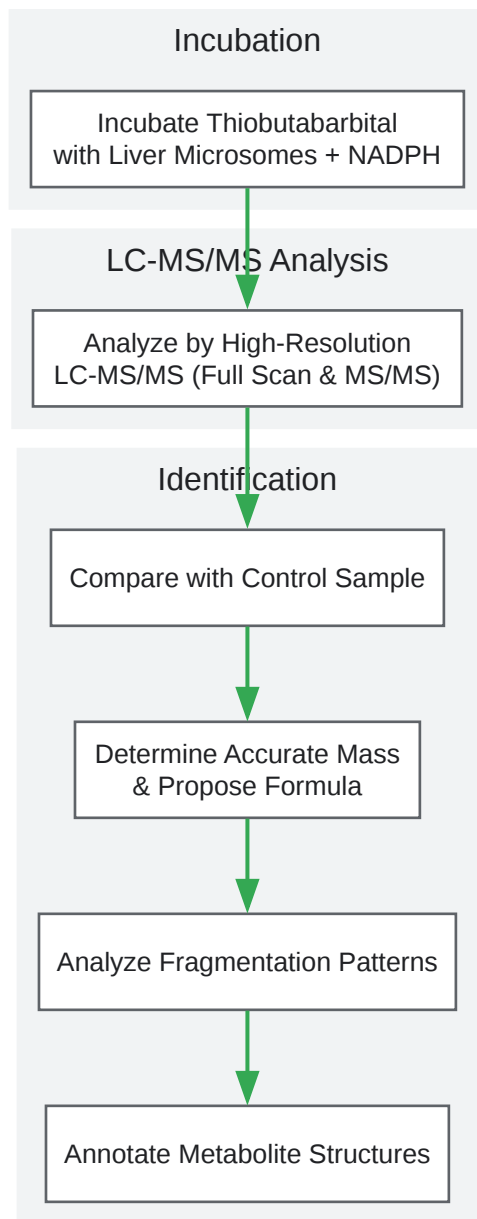 Incubation
Incubate Thiobutabarbital
with Liver Microsomes + NADPH
LC-MS/MS Analysis
Analyze by High-Resolution
LC-MS/MS (Full Scan & MS/MS)
Identification
Compare with Control Sample
Determine Accurate Mass
& Propose Formula
Analyze Fragmentation Patterns
Annotate Metabolite Structures